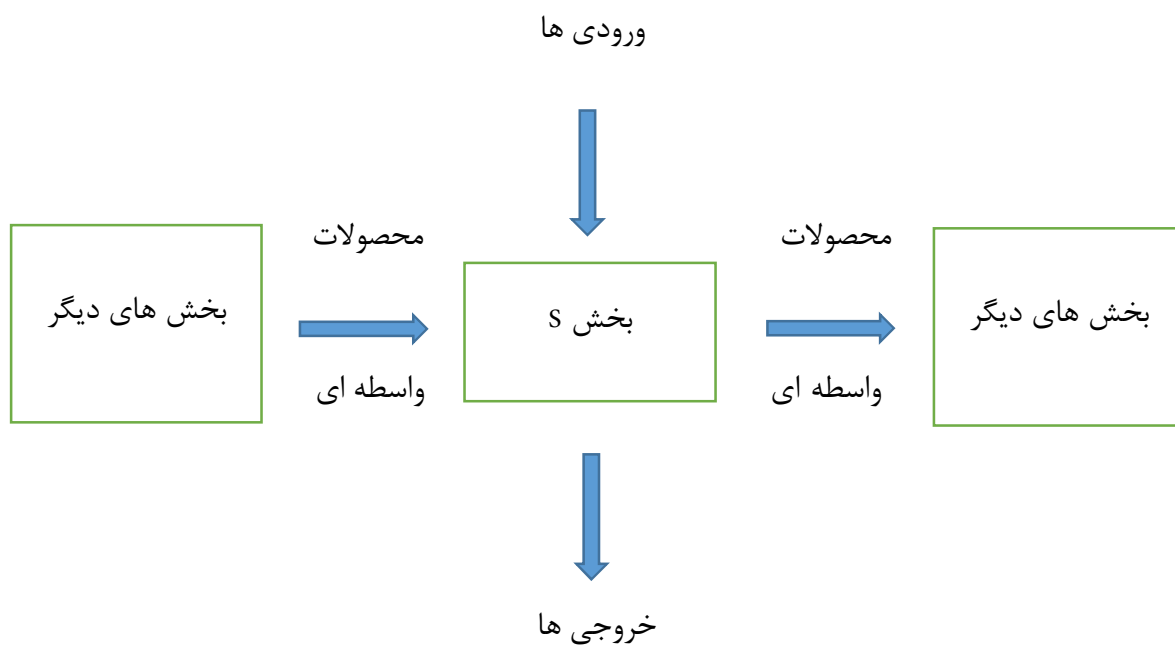 ورودی ها
محصولات
محصولات
بخش های دیگر
بخش s
بخش های دیگر
واسطه ای
واسطه ای
خروجی ها